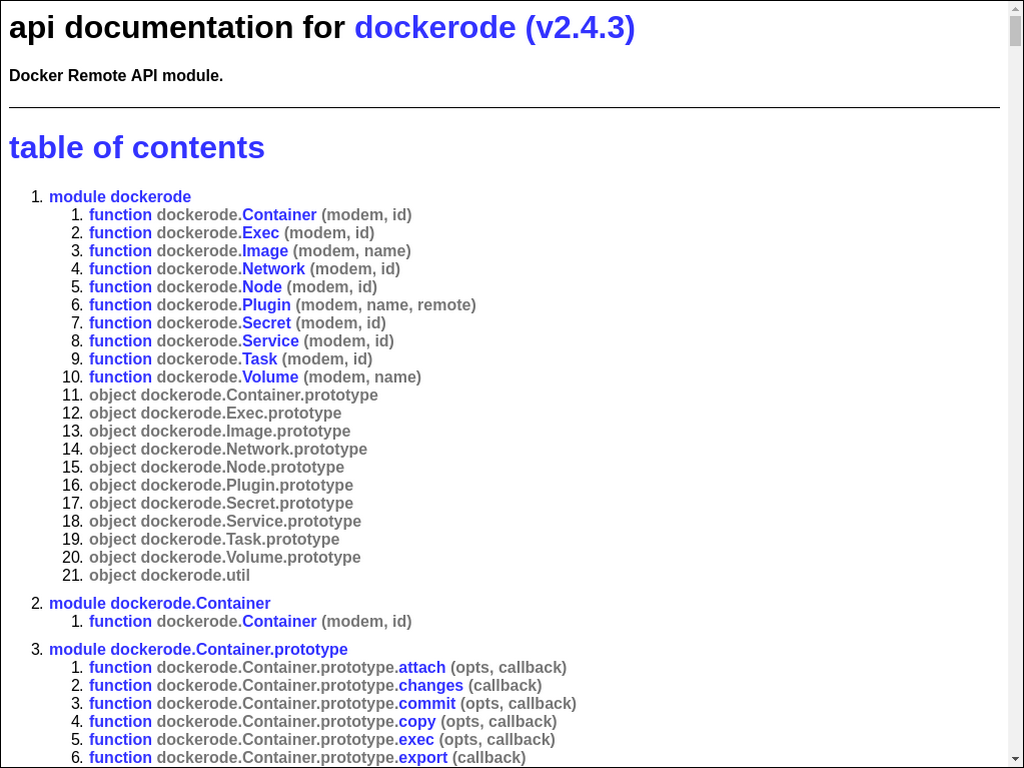 api documentation for dockerode (v2.4.3)
Docker Remote API module.
table of contents
1. module dockerode
1. function dockerode.Container (modem, id)
2. function dockerode.Exec (modem, id)
3. function dockerode.Image (modem, name)
4. function dockerode.Network (modem, id)
5. function dockerode.Node (modem, id)
6. function dockerode.Plugin (modem, name, remote)
7. function dockerode.Secret (modem, id)
8. function dockerode.Service (modem, id)
9. function dockerode.Task (modem, id)
10. function dockerode.Volume (modem, name)
11. object dockerode.Container.prototype
12. object dockerode.Exec.prototype
13. object dockerode.Image.prototype
14. object dockerode.Network.prototype
15. object dockerode.Node.prototype
16. object dockerode.Plugin.prototype
17. object dockerode.Secret.prototype
18. object dockerode.Service.prototype
19. object dockerode.Task.prototype
20. object dockerode.Volume.prototype
21. object dockerode.util
2. module dockerode.Container
1. function dockerode.Container (modem, id)
3. module dockerode.Container.prototype
1. function dockerode.Container.prototype.attach (opts, callback)
2. function dockerode.Container.prototype.changes (callback)
3. function dockerode.Container.prototype.commit (opts, callback)
4. function dockerode.Container.prototype.copy (opts, callback)
5. function dockerode.Container.prototype.exec (opts, callback)
6. function dockerode.Container.prototype.export (callback)